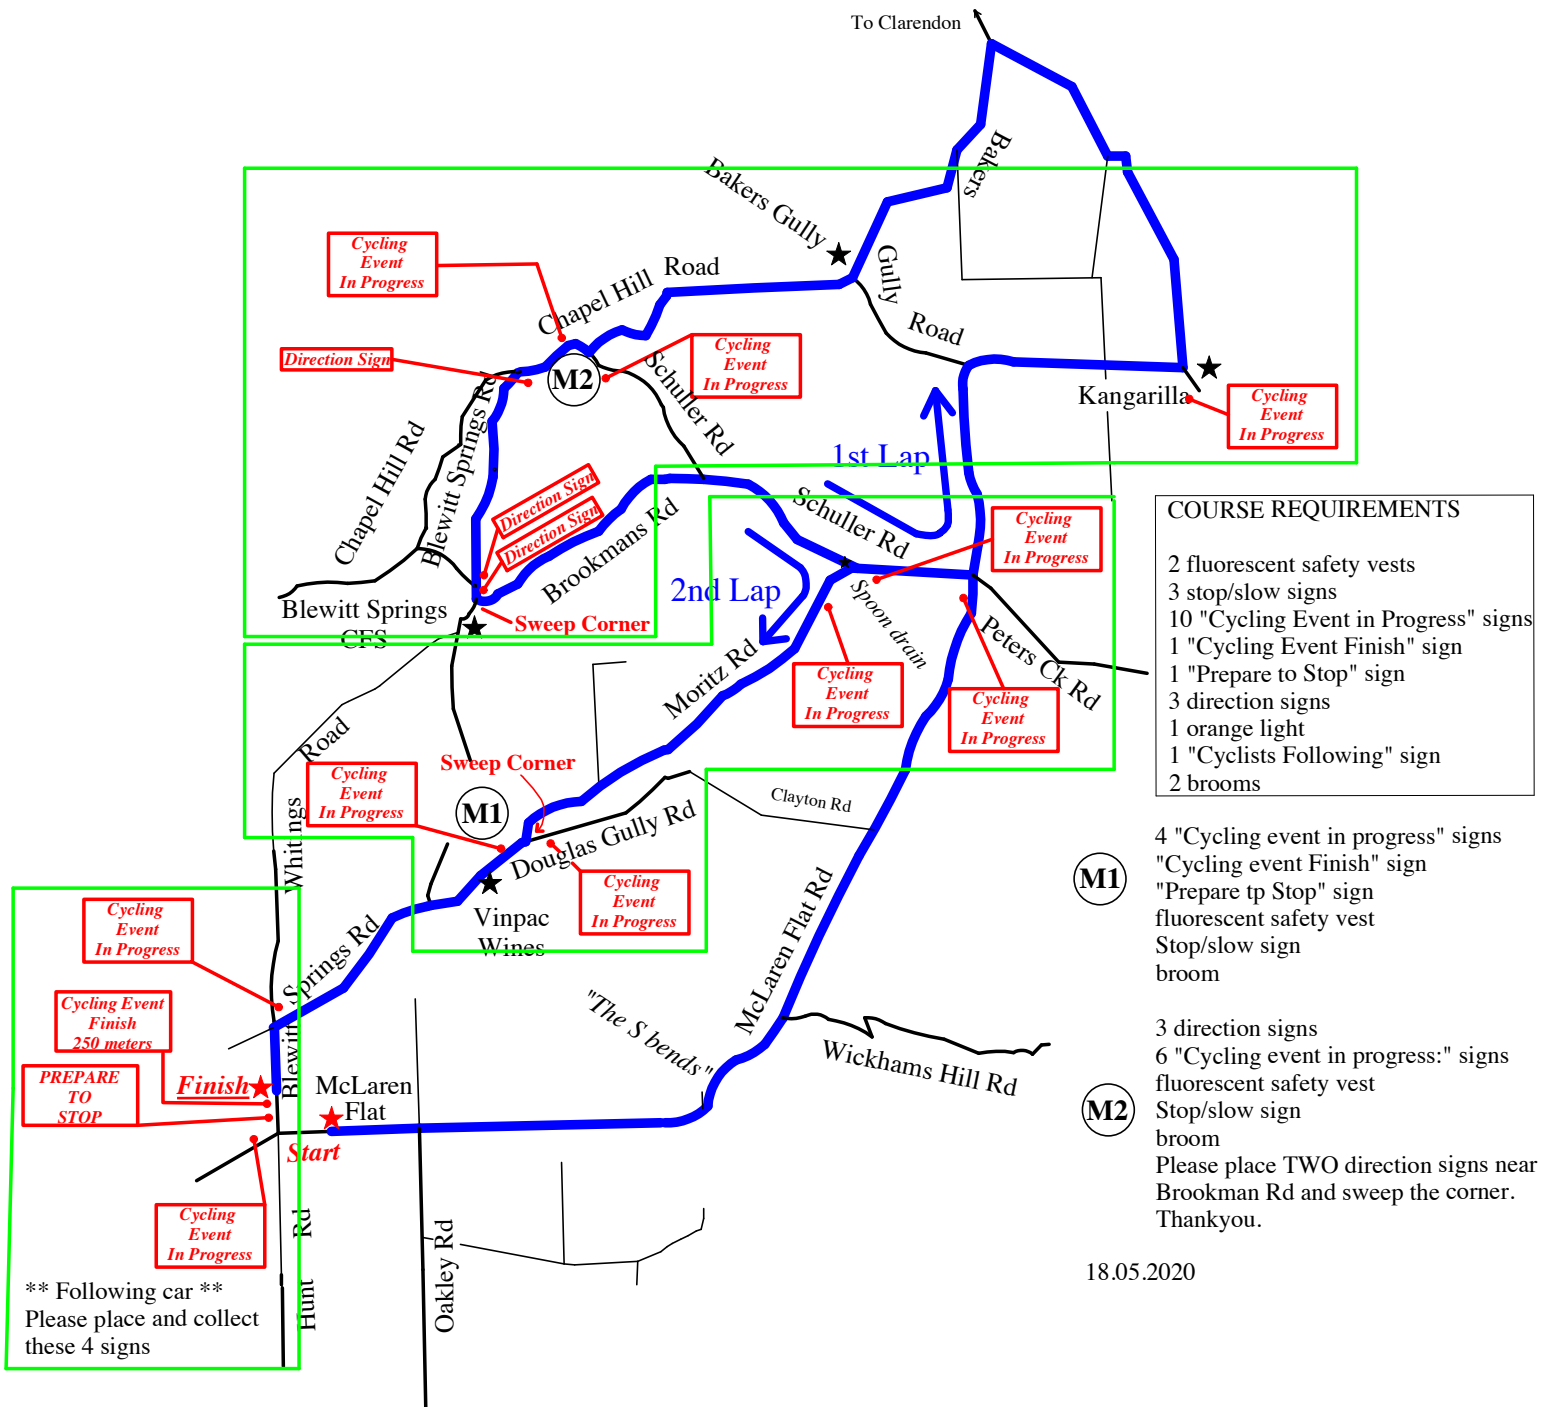 To Clarendon
Bakers
Bakers Gully
Gully
Road
Cycling
Event
In Progress
Chapel Hill
Road
Direction Sign
M2
Schuller Rd
Cycling
Event
In Progress
Kangarilla
Cycling
Event
In Progress
Blewitt Springs Rd
Chapel Hill Rd
1st Lap
Direction Sign
Direction Sign
Brookmans Rd
Schuller Rd
Cycling
Event
In Progress
2nd Lap
Spoon drain
Blewitt Springs
CFS
Sweep Corner
Peters Ck Rd
Moritz Rd
Cycling
Event
In Progress
Cycling
Event
In Progress
Road
Whitings
Sweep Corner
Cycling
Event
In Progress
M1
Clayton Rd
Douglas Gully Rd
Cycling
Event
In Progress
Vinpac
Wines
McLaren Flat Rd
Cycling
Event
In Progress
Springs Rd
Blewitt
Cycling Event
Finish
250 meters
"The S bends"
Wickhams Hill Rd
PREPARE
TO
STOP
Finish
McLaren
Flat
Start
Cycling
Event
In Progress
Rd
Hunt
Oakley Rd
** Following car **
Please place and collect
these 4 signs
COURSE REQUIREMENTS
2 fluorescent safety vests
3 stop/slow signs
10 "Cycling Event in Progress" signs
1 "Cycling Event Finish" sign
1 "Prepare to Stop" sign
3 direction signs
1 orange light
1 "Cyclists Following" sign
2 brooms
M1
4 "Cycling event in progress" signs
"Cycling event Finish" sign
"Prepare tp Stop" sign
fluorescent safety vest
Stop/slow sign
broom
M2
3 direction signs
6 "Cycling event in progress:" signs
fluorescent safety vest
Stop/slow sign
broom
Please place TWO direction signs near
Brookman Rd and sweep the corner.
Thankyou.
18.05.2020